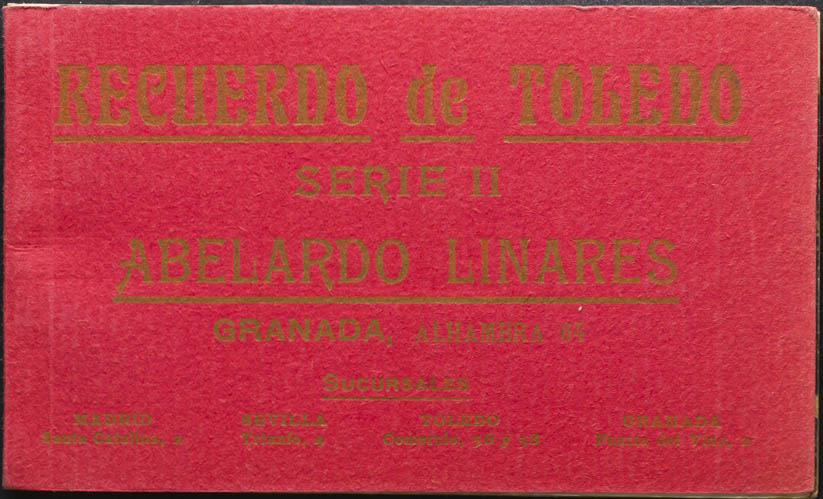 RECUERDO de TOLEDO
SERIE II
ABELARDO LINARES
GRANADA, ALHAMBRA 64
SUCURSALES
MADRID SEVILLA TOLEDO GRANADA
Santa Catalina, 2 Triunfo, 4 Comercio, 56 y 58 Puerta del Vino, 2